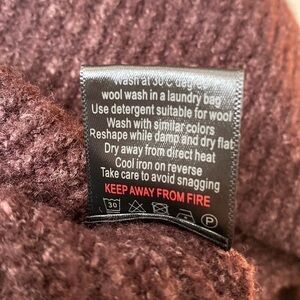 Wash at 30 C
wool wash in a laundry bag
Use detergent suitable for wool
Wash with similar colors
Reshape while damp and dry flat
Dry away from direct heat
Cool iron on reverse
Take care to avoid snagging
KEEP AWAY FROM FIRE
30 P